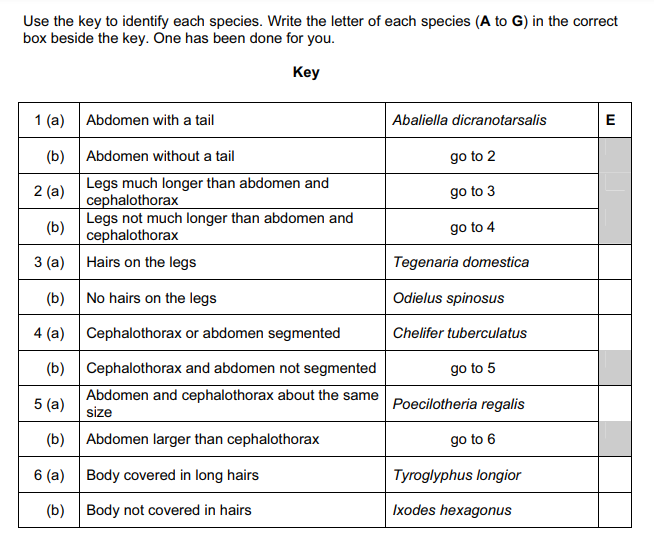 Use the key to identify each species. Write the letter of each species (A to G) in the correct
box beside the key. One has been done for you.
Key
1 (a) Abdomen with a tail Abaliella dicranotarsalis E
(b) Abdomen without a tail go to 2
2 (a) Legs much longer than abdomen and
cephalothorax go to 3
(b) Legs not much longer than abdomen and
cephalothorax go to 4
3 (a) Hairs on the legs Tegenaria domestica
(b) No hairs on the legs Odielus spinosus
4 (a) Cephalothorax or abdomen segmented Chelifer tuberculatus
(b) Cephalothorax and abdomen not segmented go to 5
5 (a) Abdomen and cephalothorax about the same
size Poecilotheria regalis
(b) Abdomen larger than cephalothorax go to 6
6 (a) Body covered in long hairs Tyroglyphus longior
(b) Body not covered in hairs Ixodes hexagonus